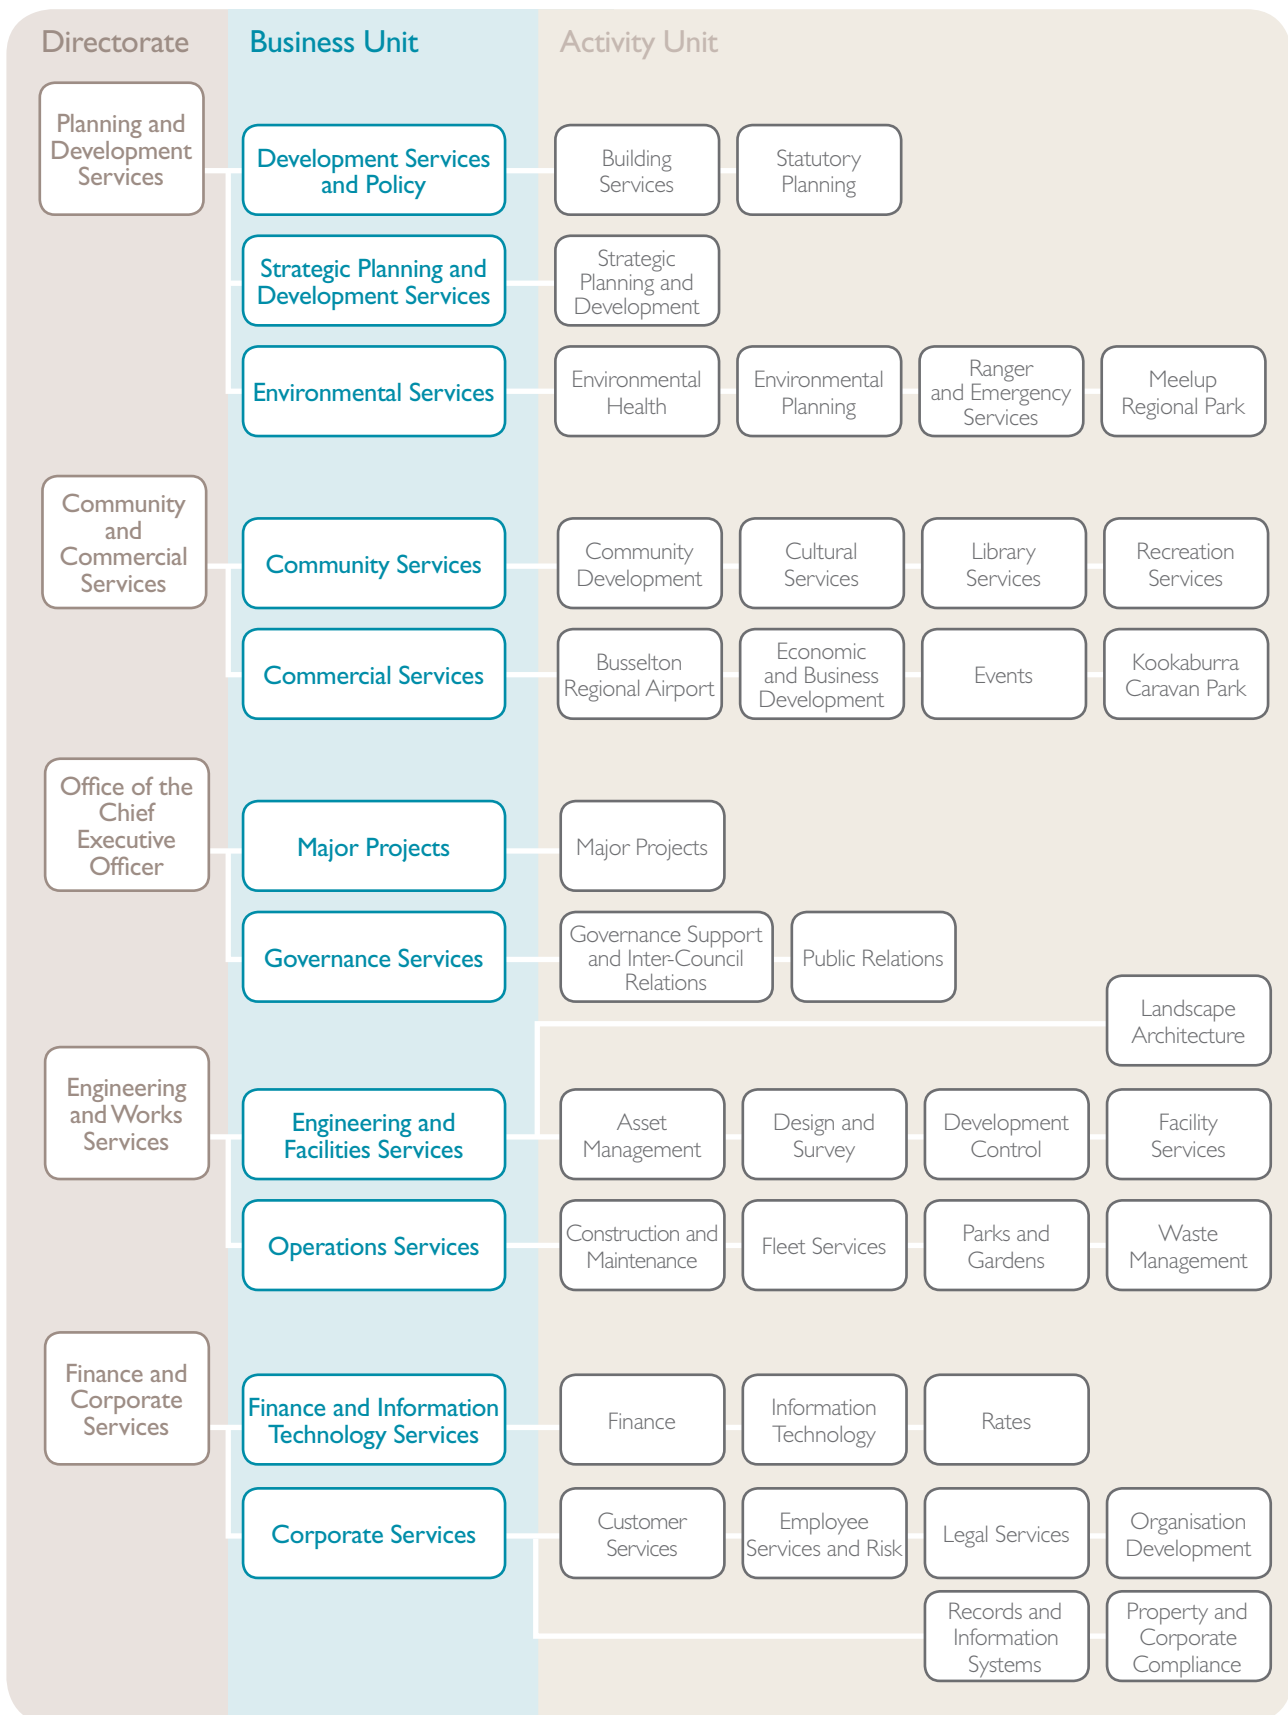 Directorate
Business Unit
Activity Unit
Planning and
Development
Services
Development Services
and Policy
Building
Services
Statutory
Planning
Strategic Planning and
Development Services
Strategic
Planning and
Development
Environmental Services
Environmental
Health
Environmental
Planning
Ranger
and Emergency
Services
Meelup
Regional Park
Community
and
Commercial
Services
Community Services
Community
Development
Cultural
Services
Library
Services
Recreation
Services
Commercial Services
Busselton
Regional Airport
Economic
and Business
Development
Events
Kookaburra
Caravan Park
Office of the
Chief
Executive
Officer
Major Projects
Major Projects
Governance Services
Governance Support
and Inter-Council
Relations
Public Relations
Landscape
Architecture
Engineering
and Works
Services
Engineering and
Facilities Services
Asset
Management
Design and
Survey
Development
Control
Facility
Services
Operations Services
Construction and
Maintenance
Fleet Services
Parks and
Gardens
Waste
Management
Finance and
Corporate
Services
Finance and Information
Technology Services
Finance
Information
Technology
Rates
Corporate Services
Customer
Services
Employee
Services and Risk
Legal Services
Organisation
Development
Records and
Information
Systems
Property and
Corporate
Compliance